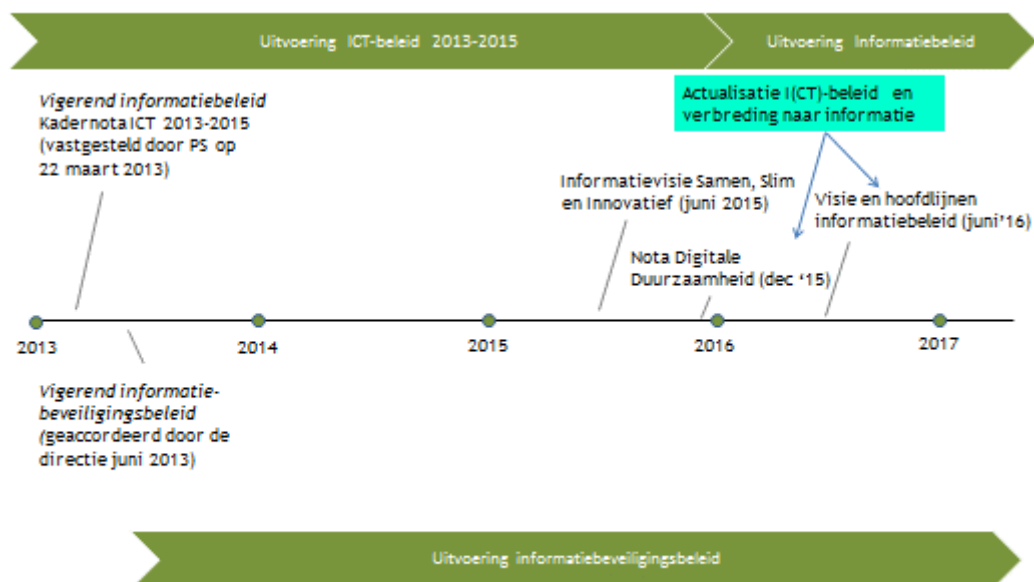 Uitvoering ICT-beleid 2013-2015
Uitvoering Informatiebeleid
Actualisatie I(CT)-beleid en
verbreding naar informatie
Vigerend informatiebeleid
Kadernota ICT 2013-2015
(vastgesteld door PS op
22 maart 2013)
Informatievisie Samen, Slim
en Innovatief (juni 2015)
Visie en hoofdlijnen
informatiebeleid (juni'16)
Nota Digitale
Duurzaamheid (dec '15)
2013
2014
2015
2016
2017
Vigerend informatie-
beveiligingsbeleid
(geaccordeerd door de
directie juni 2013)
Uitvoering informatiebeveiligingsbeleid